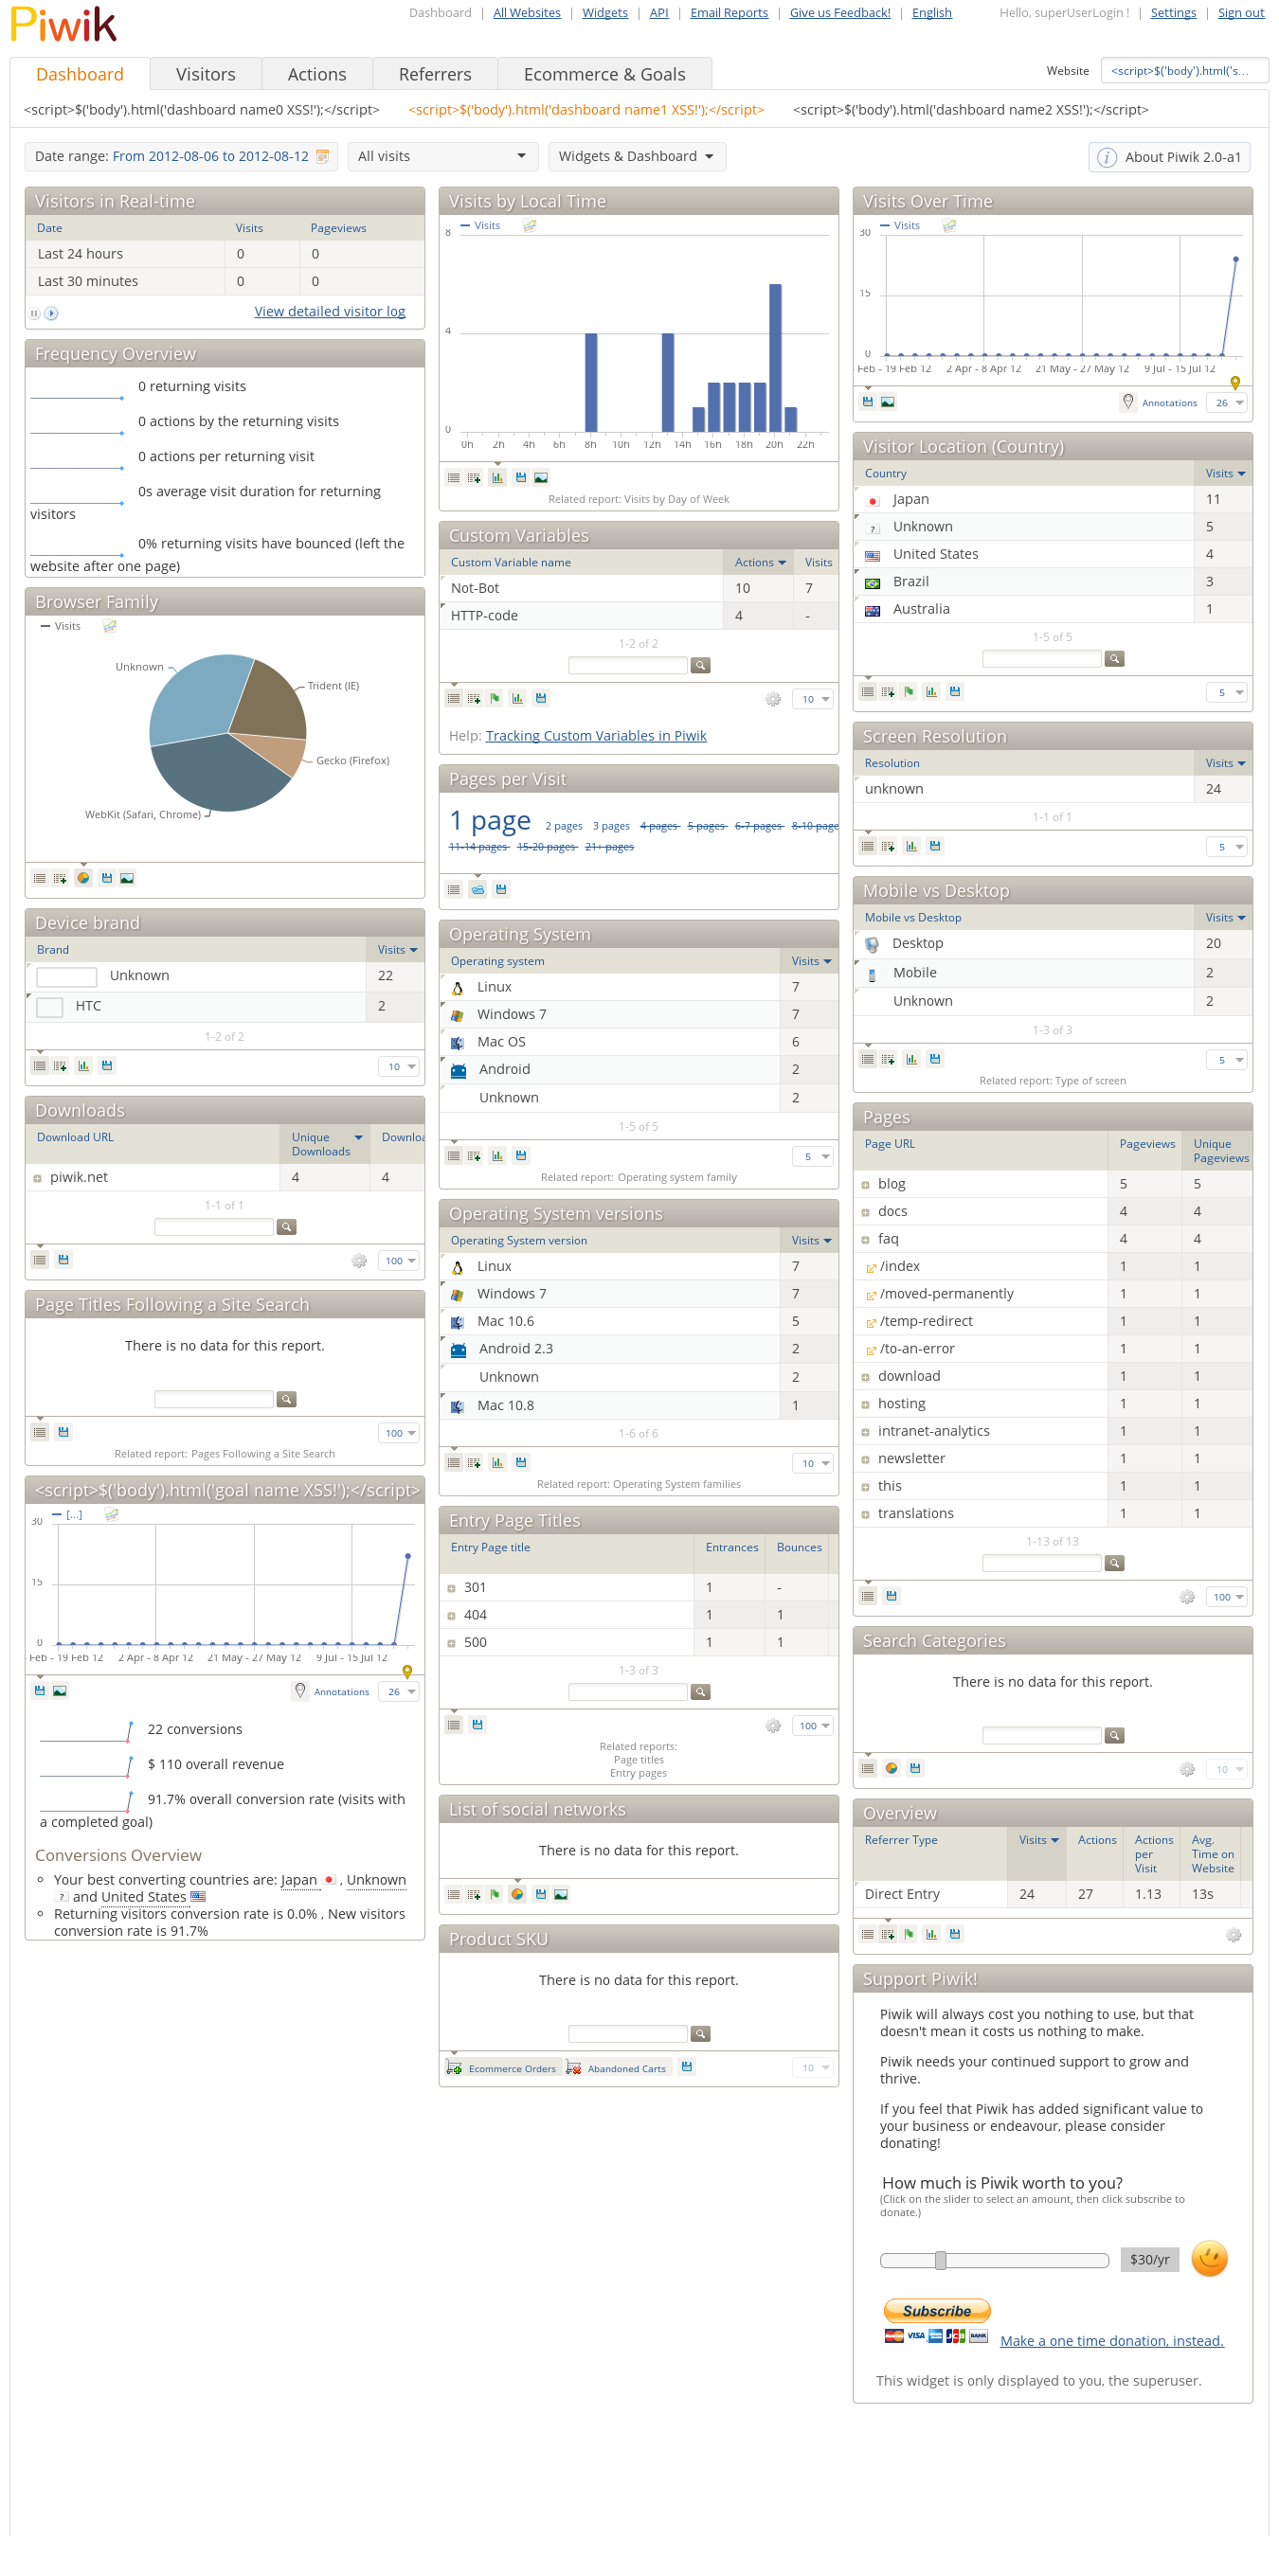 Piwik
Dashboard | All Websites | Widgets | API | Email Reports | Give us Feedback! | English
Hello, superUserLogin ! | Settings | Sign out
Dashboard Visitors Actions Referrers Ecommerce & Goals
Website <script>$('body').html('s...
<script>$('body').html('dashboard name0 XSS!');</script> <script>$('body').html('dashboard name1 XSS!');</script> <script>$('body').html('dashboard name2 XSS!');</script>
Date range: From 2012-08-06 to 2012-08-12
All visits
Widgets & Dashboard
About Piwik 2.0-a1
Visitors in Real-time
Date Visits Pageviews
Last 24 hours 0 0
Last 30 minutes 0 0
View detailed visitor log
Frequency Overview
0 returning visits
0 actions by the returning visits
0 actions per returning visit
0s average visit duration for returning
visitors
0% returning visits have bounced (left the
website after one page)
Browser Family
Visits
Unknown
Trident (IE)
Gecko (Firefox)
WebKit (Safari, Chrome)
Device brand
Brand Visits
Unknown 22
HTC 2
1-2 of 2
10
Downloads
Download URL Unique Downloa
Downloads
piwik.net 4 4
1-1 of 1
100
Page Titles Following a Site Search
There is no data for this report.
100
Related report: Pages Following a Site Search
<script>$('body').html('goal name XSS!');</script>
[...]
30
15
0
Feb - 19 Feb 12 2 Apr - 8 Apr 12 21 May - 27 May 12 9 Jul - 15 Jul 12
Annotations 26
22 conversions
$ 110 overall revenue
91.7% overall conversion rate (visits with
a completed goal)
Conversions Overview
Your best converting countries are: Japan , Unknown
and United States
Returning visitors conversion rate is 0.0% , New visitors
conversion rate is 91.7%
Visits by Local Time
Visits
8
4
0
0h 2h 4h 6h 8h 10h 12h 14h 16h 18h 20h 22h
Related report: Visits by Day of Week
Custom Variables
Custom Variable name Actions Visits
Not-Bot 10 7
HTTP-code 4 -
1-2 of 2
10
Help: Tracking Custom Variables in Piwik
Pages per Visit
1 page 2 pages 3 pages 4 pages 5 pages 6-7 pages 8-10 page
11-14 pages 15-20 pages 21+ pages
Operating System
Operating system Visits
Linux 7
Windows 7 7
Mac OS 6
Android 2
Unknown 2
1-5 of 5
5
Related report: Operating system family
Operating System versions
Operating System version Visits
Linux 7
Windows 7 7
Mac 10.6 5
Android 2.3 2
Unknown 2
Mac 10.8 1
1-6 of 6
10
Related report: Operating System families
Entry Page Titles
Entry Page title Entrances Bounces
301 1 -
404 1 1
500 1 1
1-3 of 3
100
Related reports:
Page titles
Entry pages
List of social networks
There is no data for this report.
Product SKU
There is no data for this report.
Ecommerce Orders Abandoned Carts 10
Visits Over Time
Visits
30
15
0
Feb - 19 Feb 12 2 Apr - 8 Apr 12 21 May - 27 May 12 9 Jul - 15 Jul 12
Annotations 26
Visitor Location (Country)
Country Visits
Japan 11
Unknown 5
United States 4
Brazil 3
Australia 1
1-5 of 5
5
Screen Resolution
Resolution Visits
unknown 24
1-1 of 1
5
Mobile vs Desktop
Mobile vs Desktop Visits
Desktop 20
Mobile 2
Unknown 2
1-3 of 3
5
Related report: Type of screen
Pages
Page URL Pageviews Unique
Pageviews
blog 5 5
docs 4 4
faq 4 4
/index 1 1
/moved-permanently 1 1
/temp-redirect 1 1
/to-an-error 1 1
download 1 1
hosting 1 1
intranet-analytics 1 1
newsletter 1 1
this 1 1
translations 1 1
1-13 of 13
100
Search Categories
There is no data for this report.
10
Overview
Referrer Type Visits Actions Actions Avg.
per Time on
Visit Website
Direct Entry 24 27 1.13 13s
Support Piwik!
Piwik will always cost you nothing to use, but that
doesn't mean it costs us nothing to make.
Piwik needs your continued support to grow and
thrive.
If you feel that Piwik has added significant value to
your business or endeavour, please consider
donating!
How much is Piwik worth to you?
(Click on the slider to select an amount, then click subscribe to
donate.)
$30/yr
Subscribe
VISA BANK
Make a one time donation, instead.
This widget is only displayed to you, the superuser.